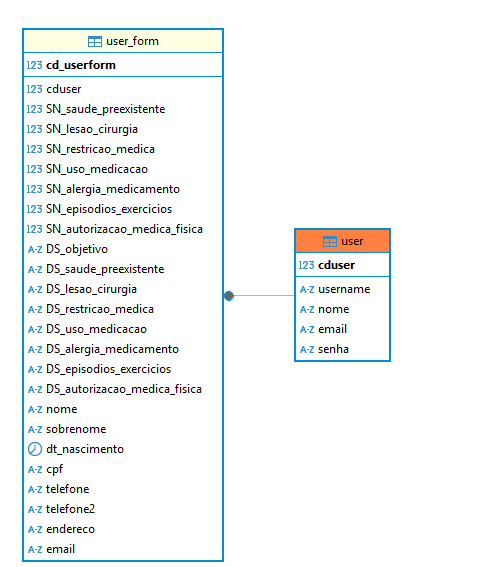 user_form
123 cd_userform
123 cduser
123 SN_saude_preexistente
123 SN_lesao_cirurgia
123 SN_restricao_medica
123 SN_uso_medicacao
123 SN_alergia_medicamento
123 SN_episodios_exercicios
123 SN_autorizacao_medica_fisica
A-Z DS_objetivo
A-Z DS_saude_preexistente
A-Z DS_lesao_cirurgia
A-Z DS_restricao_medica
A-Z DS_uso_medicacao
A-Z DS_alergia_medicamento
A-Z DS_episodios_exercicios
A-Z DS_autorizacao_medica_fisica
A-Z nome
A-Z sobrenome
dt_nascimento
A-Z cpf
A-Z telefone
A-Z telefone2
A-Z endereco
A-Z email
user
123 cduser
A-Z username
A-Z nome
A-Z email
A-Z senha